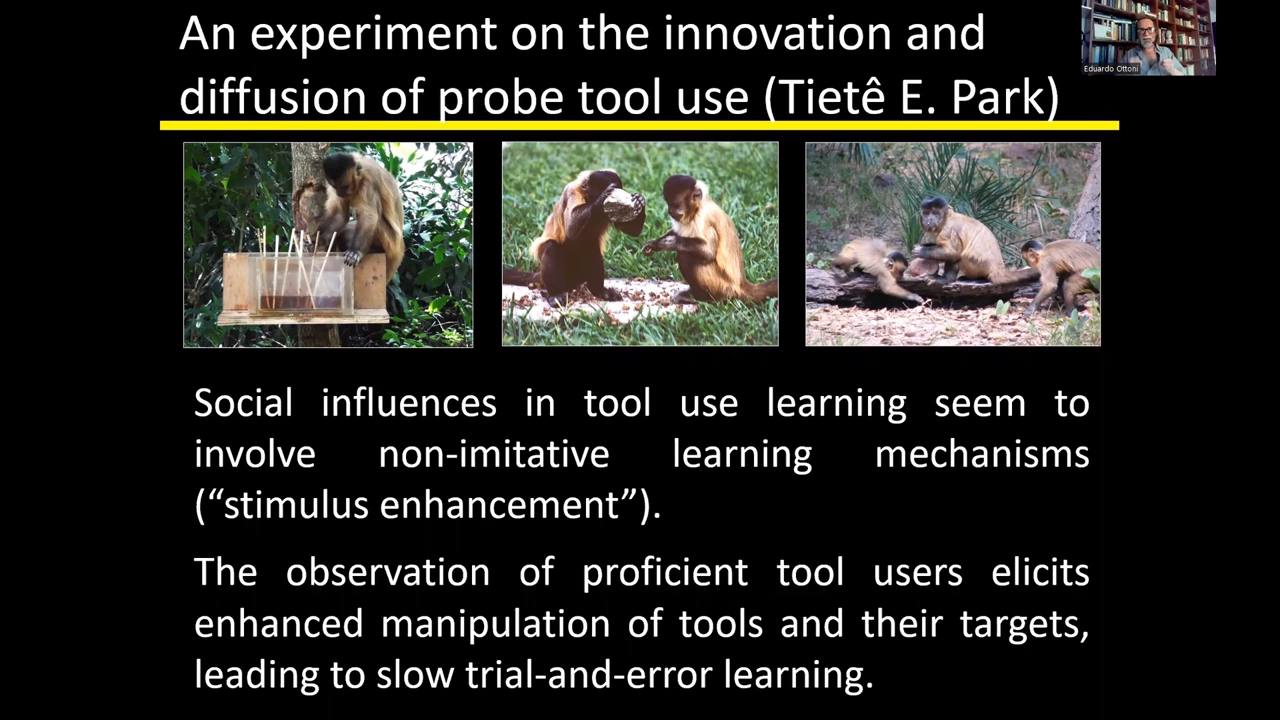 An experiment on the innovation and
diffusion of probe tool use (Tietê E. Park)
Eduardo Ottoni
Social influences in tool use learning seem to
involve non-imitative learning mechanisms
(“stimulus enhancement”).
The observation of proficient tool users elicits
enhanced manipulation of tools and their targets,
leading to slow trial-and-error learning.